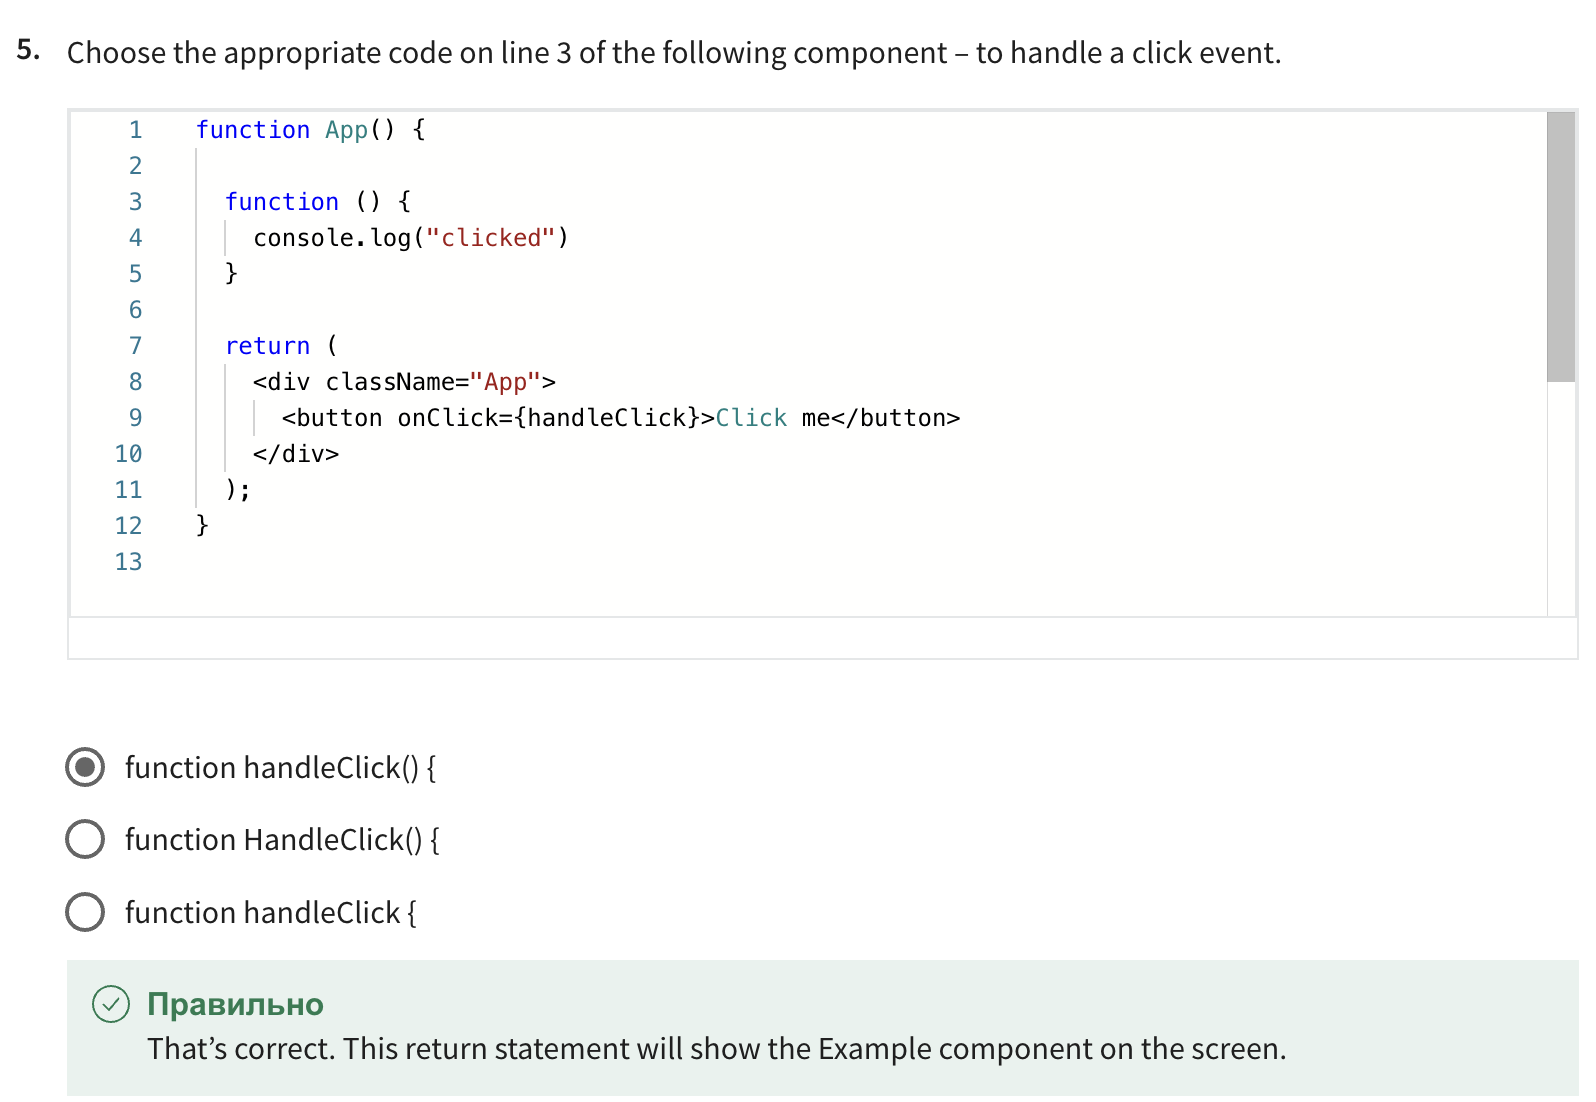 5. Choose the appropriate code on line 3 of the following component – to handle a click event.
1 function App() {
2
3 function () {
4 console.log("clicked")
5 }
6
7 return (
8 <div className="App">
9 <button onClick={handleClick}>Click me</button>
10 </div>
11 );
12 }
13
function handleClick() {
function HandleClick() {
function handleClick {
Правильно
That’s correct. This return statement will show the Example component on the screen.